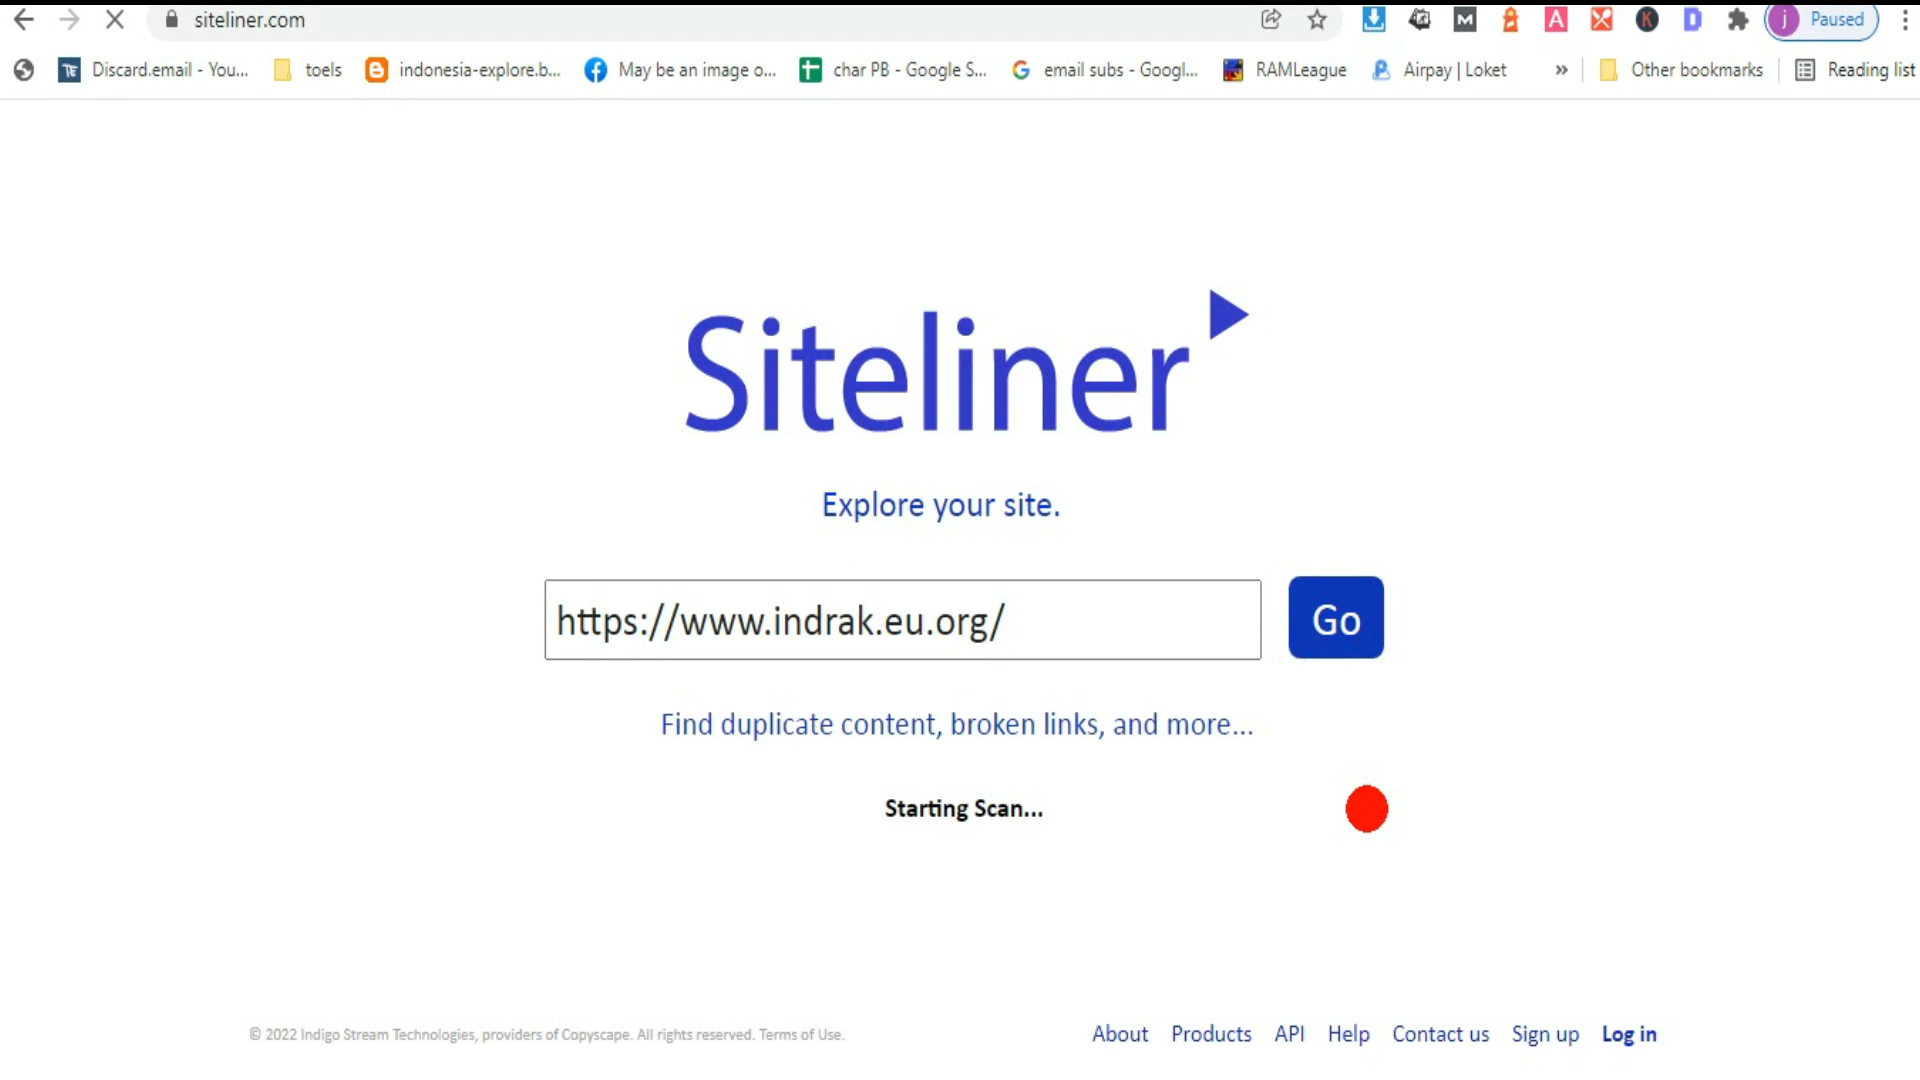 siteliner.com
Paused
Discard.email - You... toels indonesia-explore.b... May be an image o... char PB - Google S... email subs - Googl... RAMLeague Airpay | Loket » Other bookmarks Reading list
Siteliner
Explore your site.
https://www.indrak.eu.org/ Go
Find duplicate content, broken links, and more...
Starting Scan...
© 2022 Indigo Stream Technologies, providers of Copyscape. All rights reserved. Terms of Use.
About Products API Help Contact us Sign up Log in